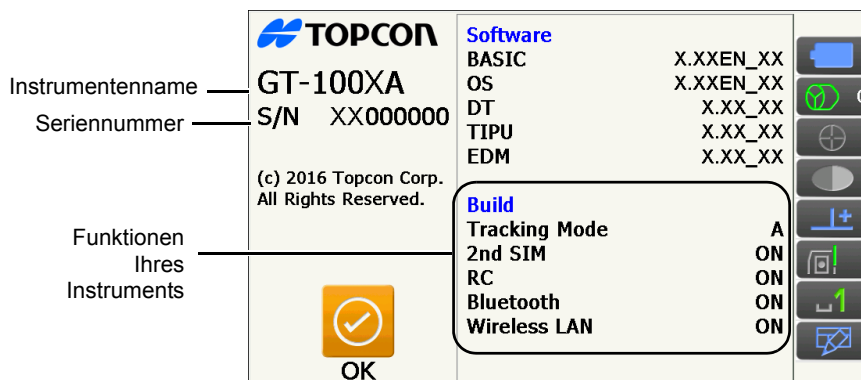 Instrumentenname
Seriennummer
Funktionen
Ihres
Instruments
TOPCON
GT-100XA
S/N XX000000
(c) 2016 Topcon Corp.
All Rights Reserved.
OK
Software
BASIC X.XXEN_XX
OS X.XXEN_XX
DT X.XX_XX
TIPU X.XX_XX
EDM X.XX_XX
Build
Tracking Mode A
2nd SIM ON
RC ON
Bluetooth ON
Wireless LAN ON
1